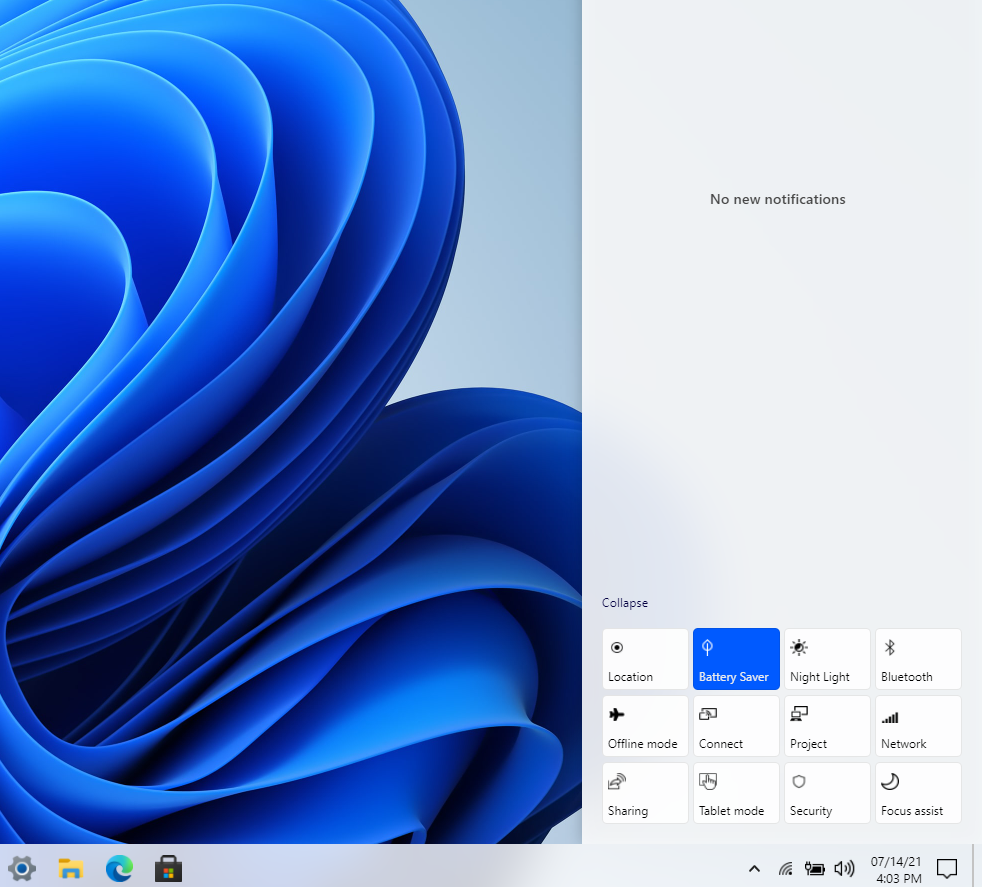 No new notifications
Collapse
Location
Battery Saver
Night Light
Bluetooth
Offline mode
Connect
Project
Network
Sharing
Tablet mode
Security
Focus assist
07/14/21
4:03 PM